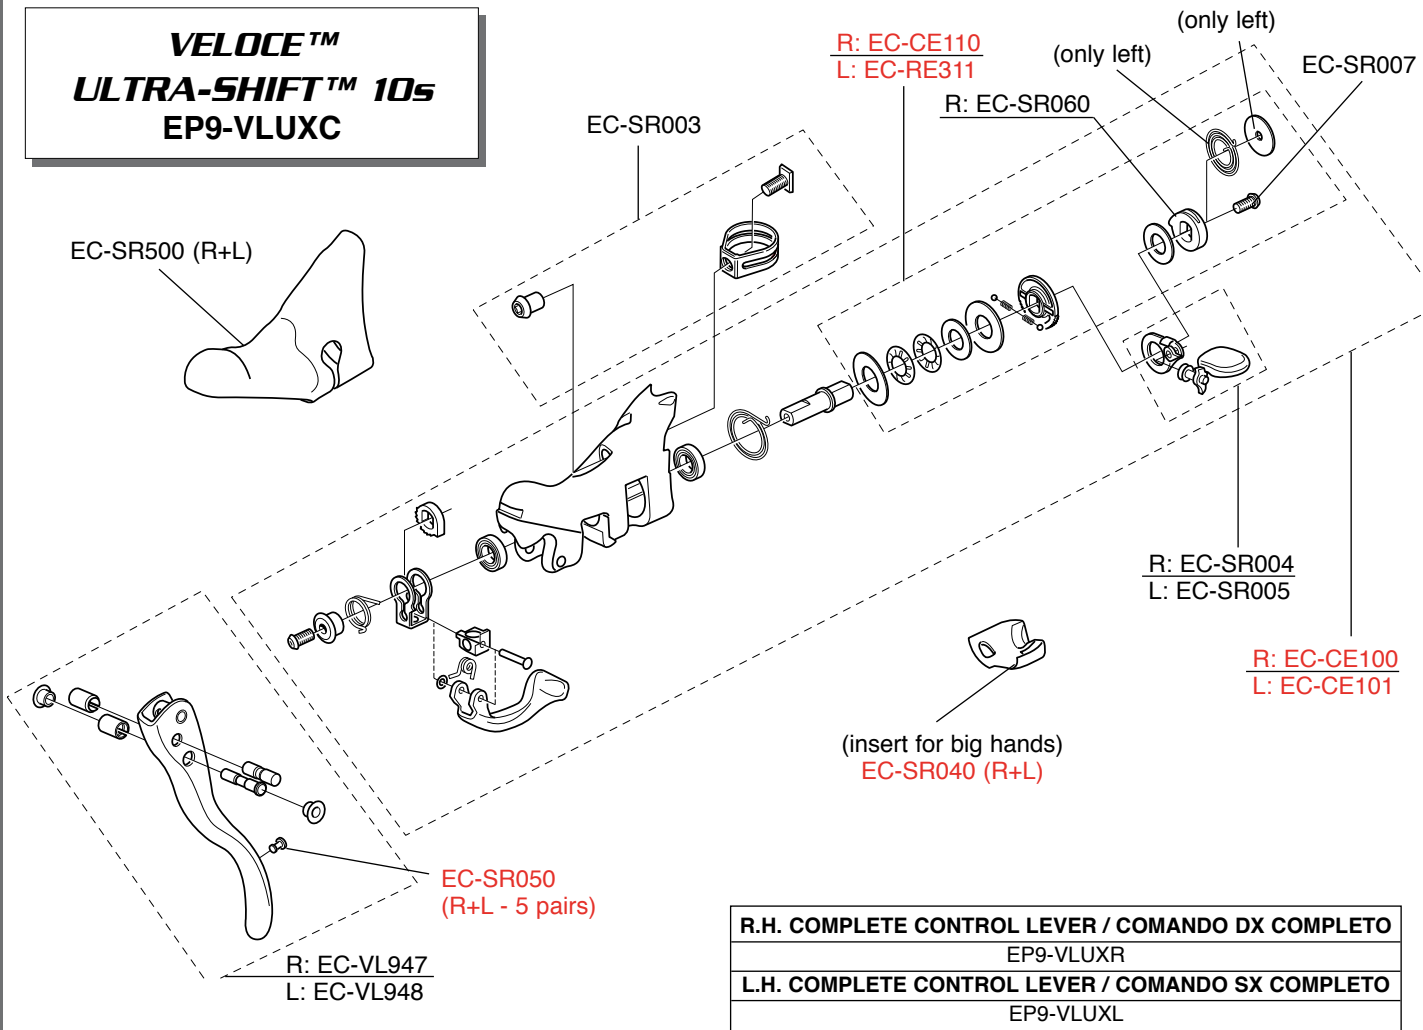 VELOCE™
ULTRA-SHIFT™ 10s
EP9-VLUXC
(only left)
(only left)
R: EC-CE110
L: EC-RE311
EC-SR007
R: EC-SR060
EC-SR003
EC-SR500 (R+L)
R: EC-SR004
L: EC-SR005
R: EC-CE100
L: EC-CE101
(insert for big hands)
EC-SR040 (R+L)
EC-SR050
(R+L - 5 pairs)
R: EC-VL947
L: EC-VL948
R.H. COMPLETE CONTROL LEVER / COMANDO DX COMPLETO
EP9-VLUXR
L.H. COMPLETE CONTROL LEVER / COMANDO SX COMPLETO
EP9-VLUXL